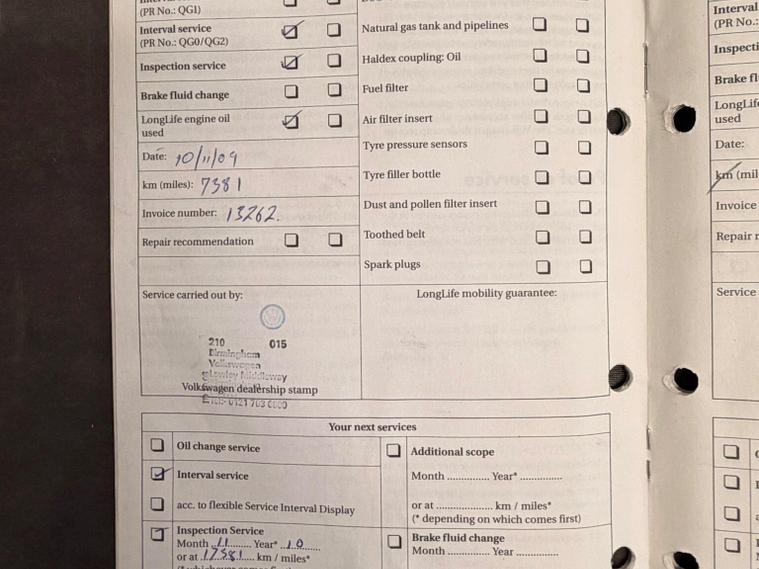 (PR No.: QG1)
Interval service
(PR No.: QG0/QG2)
Inspection service
Brake fluid change
LongLife engine oil
used
Date: 10/11/09
km (miles): 7381
Invoice number: 13262.
Repair recommendation
Natural gas tank and pipelines
Haldex coupling: Oil
Fuel filter
Air filter insert
Tyre pressure sensors
Tyre filler bottle
Dust and pollen filter insert
Toothed belt
Spark plugs
Service carried out by:
210 015
Birmingham
Volkswagen
Middleway
Volkswagen dealership stamp
0121 703
LongLife mobility guarantee:
Your next services
Oil change service
Interval service
acc. to flexible Service Interval Display
Inspection Service
Month 11 Year* 10
or at 17381 km / miles*
Additional scope
Month .............. Year* ..............
or at .................... km / miles*
(* depending on which comes first)
Brake fluid change
Month .............. Year ..............
Interval
(PR No.:
Inspecti
Brake fl
LongLife
used
Date:
km (mil
Invoice
Repair r
Service